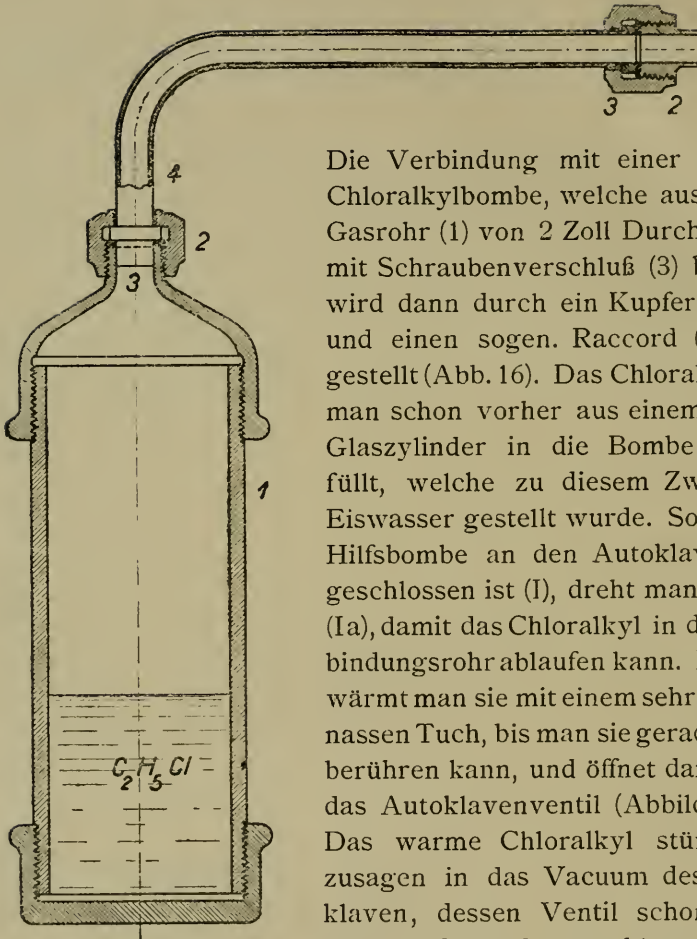 3 2
4
2
3
1
C2H5Cl
Die Verbindung mit einer
Chloralkylbombe, welche aus
Gasrohr (1) von 2 Zoll Durch
mit Schraubenverschluß (3)
wird dann durch ein Kupfer
und einen sogen. Raccord
gestellt (Abb. 16). Das Chloral
man schon vorher aus einem
Glaszylinder in die Bombe
füllt, welche zu diesem Zw
Eiswasser gestellt wurde. So
Hilfsbombe an den Autokla
geschlossen ist (I), dreht man
(Ia), damit das Chloralkyl in d
bindungsrohr ablaufen kann.
wärmt man sie mit einem sehr
nassen Tuch, bis man sie gerad
berühren kann, und öffnet da
das Autoklavenventil (Abbild
Das warme Chloralkyl stü
zusagen in das Vacuum des
klaven, dessen Ventil schon